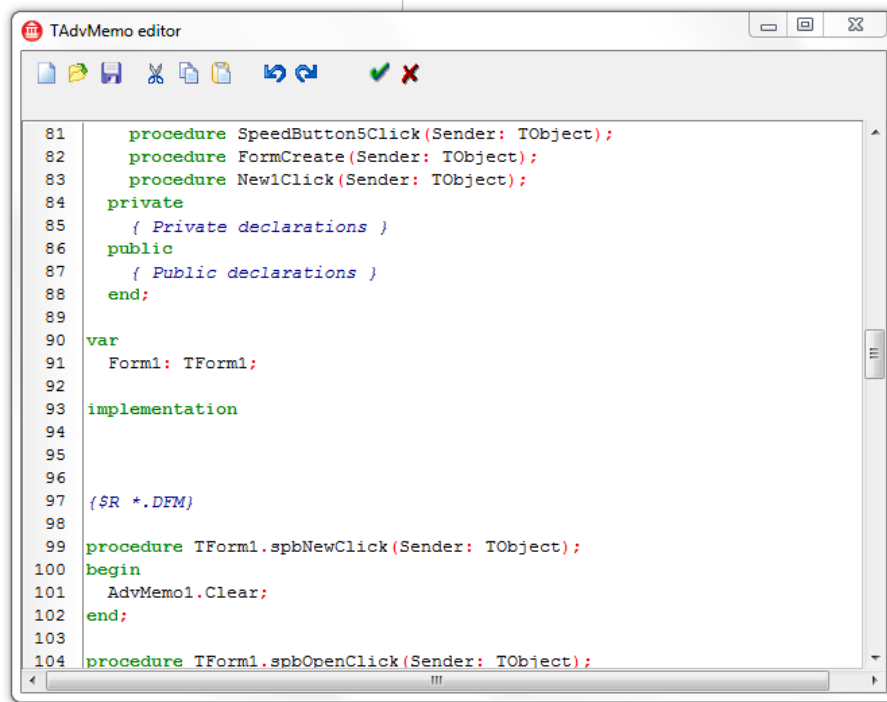 TAdvMemo editor
81 procedure SpeedButton5Click(Sender: TObject);
82 procedure FormCreate(Sender: TObject);
83 procedure New1Click(Sender: TObject);
84 private
85 { Private declarations }
86 public
87 { Public declarations }
88 end;
89
90 var
91 Form1: TForm1;
92
93 implementation
94
95
96
97 {$R *.DFM}
98
99 procedure TForm1.spbNewClick(Sender: TObject);
100 begin
101 AdvMemo1.Clear;
102 end;
103
104 procedure TForm1.spbOpenClick(Sender: TObject);